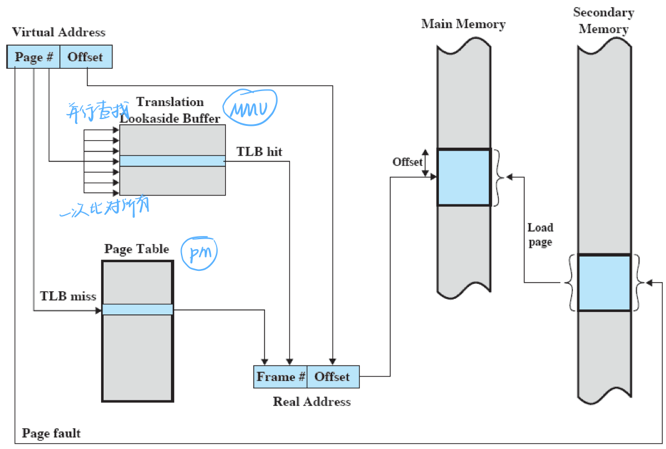 Virtual Address
Page # Offset
Translation
Lookaside Buffer
MMU
并行查找
TLB hit
一次比对所有
Page Table
pm
TLB miss
Frame # Offset
Real Address
Page fault
Main Memory
Offset
Load
page
Secondary
Memory